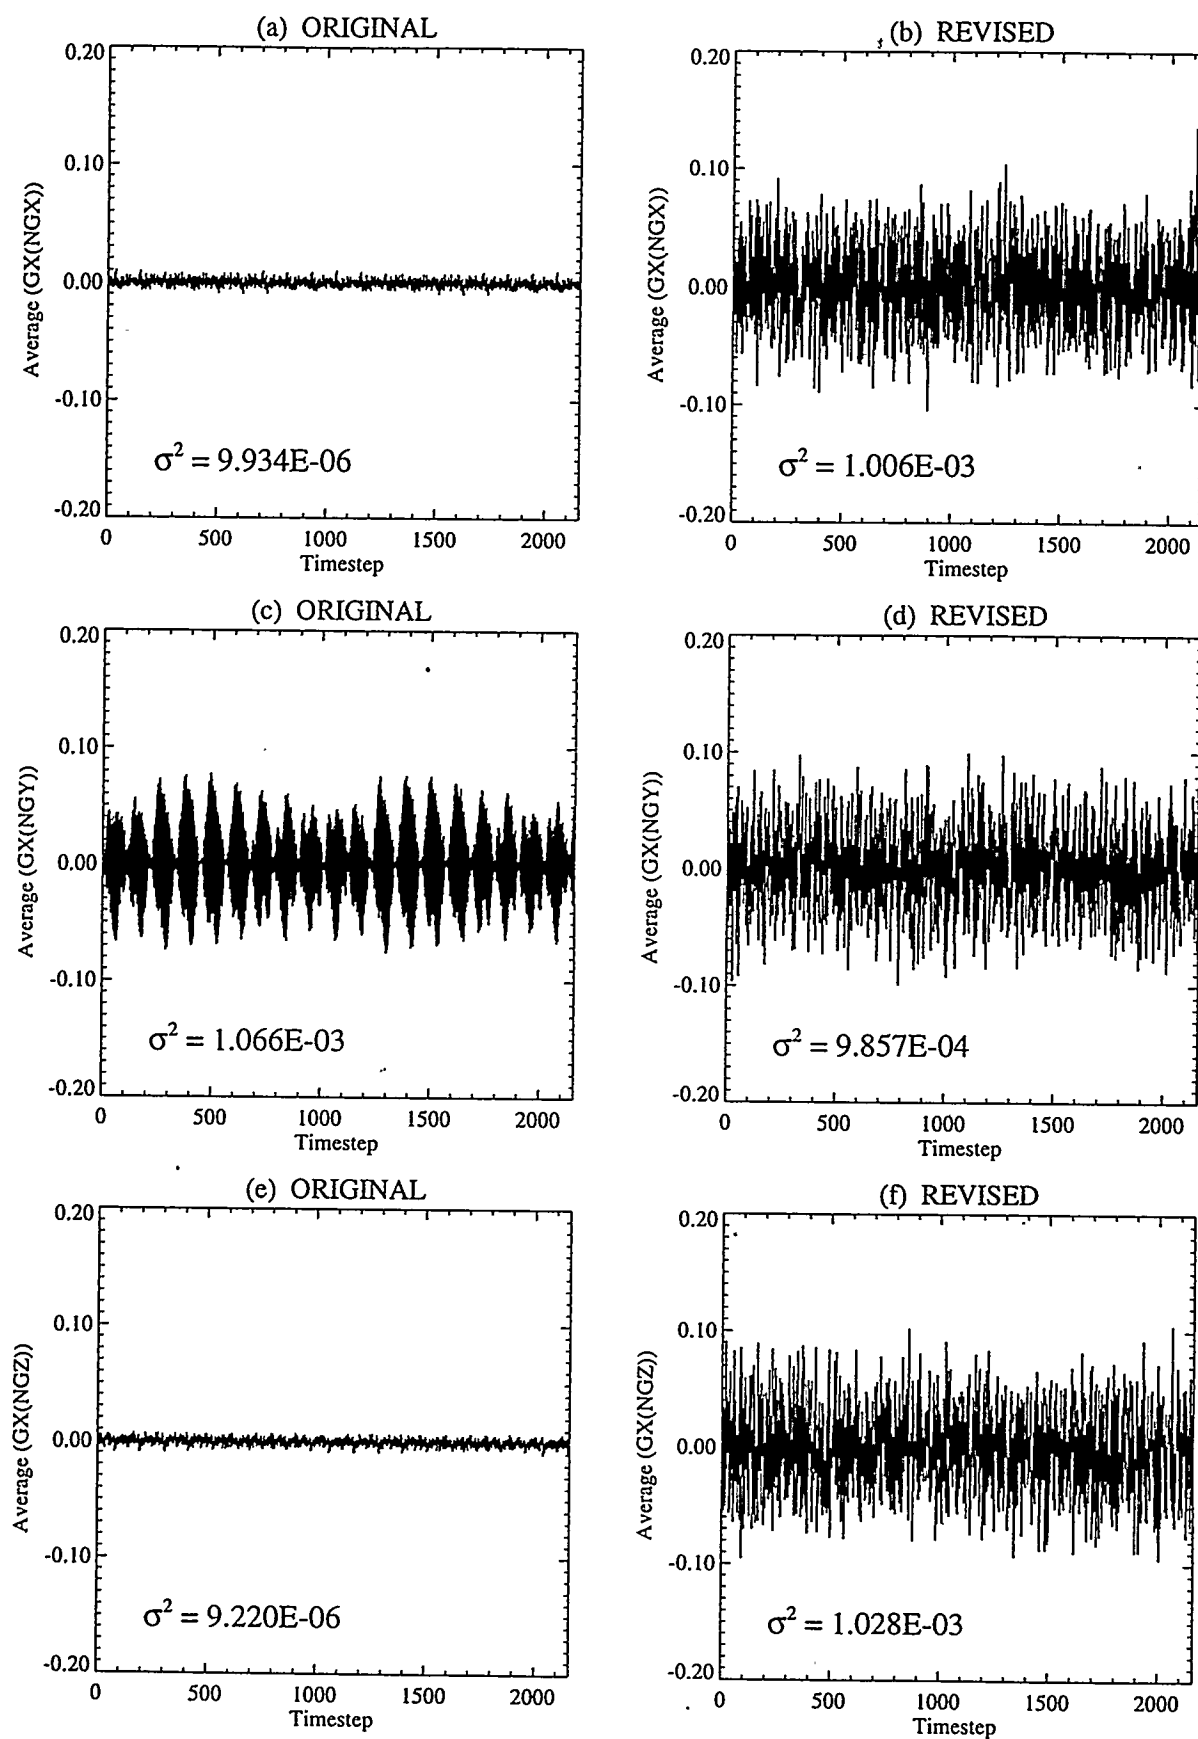 (a) ORIGINAL
0.20
0.10
0.00
-0.10
-0.20
Average (GX(NGX))
σ² = 9.934E-06
0 500 1000 1500 2000
Timestep
(b) REVISED
0.20
0.10
0.00
-0.10
-0.20
Average (GX(NGX))
σ² = 1.006E-03
0 500 1000 1500 2000
Timestep
(c) ORIGINAL
0.20
0.10
0.00
-0.10
-0.20
Average (GX(NGY))
σ² = 1.066E-03
0 500 1000 1500 2000
Timestep
(d) REVISED
0.20
0.10
0.00
-0.10
-0.20
Average (GX(NGY))
σ² = 9.857E-04
0 500 1000 1500 2000
Timestep
(e) ORIGINAL
0.20
0.10
0.00
-0.10
-0.20
Average (GX(NGZ))
σ² = 9.220E-06
0 500 1000 1500 2000
Timestep
(f) REVISED
0.20
0.10
0.00
-0.10
-0.20
Average (GX(NGZ))
σ² = 1.028E-03
0 500 1000 1500 2000
Timestep